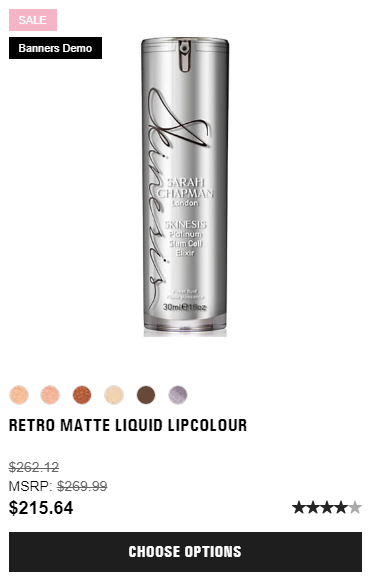 SALE
Banners Demo
Skinesis
SARAH
CHAPMAN
London
SKINESIS
Platinum
Stem Cell
Elixir
30ml℮1floz
RETRO MATTE LIQUID LIPCOLOUR
$262.12
MSRP: $269.99
$215.64
CHOOSE OPTIONS